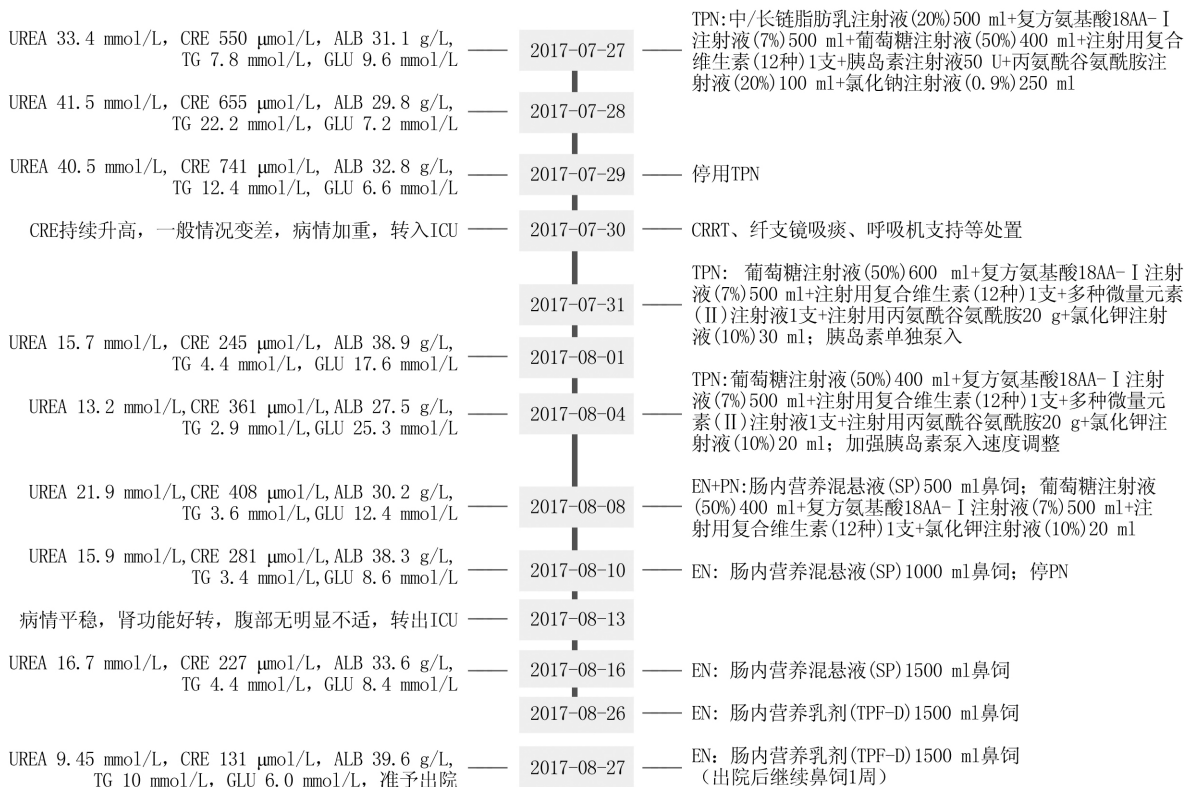 UREA 33.4 mmol/L, CRE 550 μmol/L, ALB 31.1 g/L,
TG 7.8 mmol/L, GLU 9.6 mmol/L
2017-07-27
TPN:中/长链脂肪乳注射液(20%)500 ml+复方氨基酸18AA-Ⅰ
注射液(7%)500 ml+葡萄糖注射液(50%)400 ml+注射用复合
维生素(12种)1支+胰岛素注射液50 U+丙氨酰谷氨酰胺注
射液(20%)100 ml+氯化钠注射液(0.9%)250 ml
UREA 41.5 mmol/L, CRE 655 μmol/L, ALB 29.8 g/L,
TG 22.2 mmol/L, GLU 7.2 mmol/L
2017-07-28
UREA 40.5 mmol/L, CRE 741 μmol/L, ALB 32.8 g/L,
TG 12.4 mmol/L, GLU 6.6 mmol/L
2017-07-29
停用TPN
CRE持续升高，一般情况变差，病情加重，转入ICU
2017-07-30
CRRT、纤支镜吸痰、呼吸机支持等处置
2017-07-31
TPN: 葡萄糖注射液(50%)600 ml+复方氨基酸18AA-Ⅰ注射
液(7%)500 ml+注射用复合维生素(12种)1支+多种微量元素
(Ⅱ)注射液1支+注射用丙氨酰谷氨酰胺20 g+氯化钾注射
液(10%)30 ml；胰岛素单独泵入
UREA 15.7 mmol/L, CRE 245 μmol/L, ALB 38.9 g/L,
TG 4.4 mmol/L, GLU 17.6 mmol/L
2017-08-01
UREA 13.2 mmol/L,CRE 361 μmol/L,ALB 27.5 g/L,
TG 2.9 mmol/L,GLU 25.3 mmol/L
2017-08-04
TPN:葡萄糖注射液(50%)400 ml+复方氨基酸18AA-Ⅰ注射
液(7%)500 ml+注射用复合维生素(12种)1支+多种微量元
素(Ⅱ)注射液1支+注射用丙氨酰谷氨酰胺20 g+氯化钾注
射液(10%)20 ml；加强胰岛素泵入速度调整
UREA 21.9 mmol/L,CRE 408 μmol/L,ALB 30.2 g/L,
TG 3.6 mmol/L,GLU 12.4 mmol/L
2017-08-08
EN+PN:肠内营养混悬液(SP)500 ml鼻饲；葡萄糖注射液
(50%)400 ml+复方氨基酸18AA-Ⅰ注射液(7%)500 ml+注
射用复合维生素(12种)1支+氯化钾注射液(10%)20 ml
UREA 15.9 mmol/L,CRE 281 μmol/L,ALB 38.3 g/L,
TG 3.4 mmol/L,GLU 8.6 mmol/L
2017-08-10
EN: 肠内营养混悬液(SP)1000 ml鼻饲；停PN
病情平稳，肾功能好转，腹部无明显不适，转出ICU
2017-08-13
UREA 16.7 mmol/L, CRE 227 μmol/L, ALB 33.6 g/L,
TG 4.4 mmol/L, GLU 8.4 mmol/L
2017-08-16
EN: 肠内营养混悬液(SP)1500 ml鼻饲
2017-08-26
EN: 肠内营养乳剂(TPF-D)1500 ml鼻饲
UREA 9.45 mmol/L, CRE 131 μmol/L, ALB 39.6 g/L,
TG 10 mmol/L, GLU 6.0 mmol/L, 准予出院
2017-08-27
EN: 肠内营养乳剂(TPF-D)1500 ml鼻饲
（出院后继续鼻饲1周）